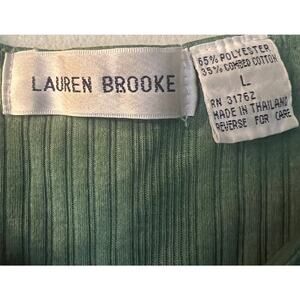 LAUREN BROOKE
65% POLYESTER
35% COMBED COTTON
L
RN 31762
MADE IN THAILAND
REVERSE FOR CARE